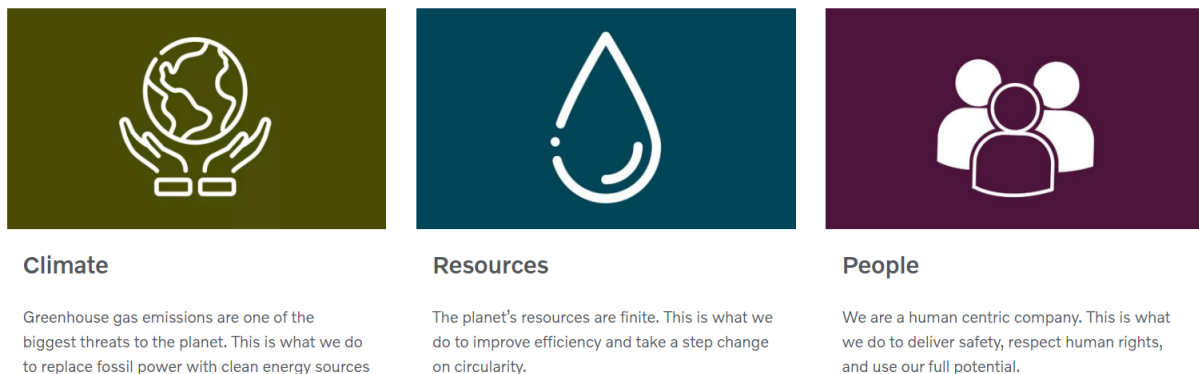 Climate
Greenhouse gas emissions are one of the
biggest threats to the planet. This is what we do
to replace fossil power with clean energy sources
Resources
The planet’s resources are finite. This is what we
do to improve efficiency and take a step change
on circularity.
People
We are a human centric company. This is what
we do to deliver safety, respect human rights,
and use our full potential.